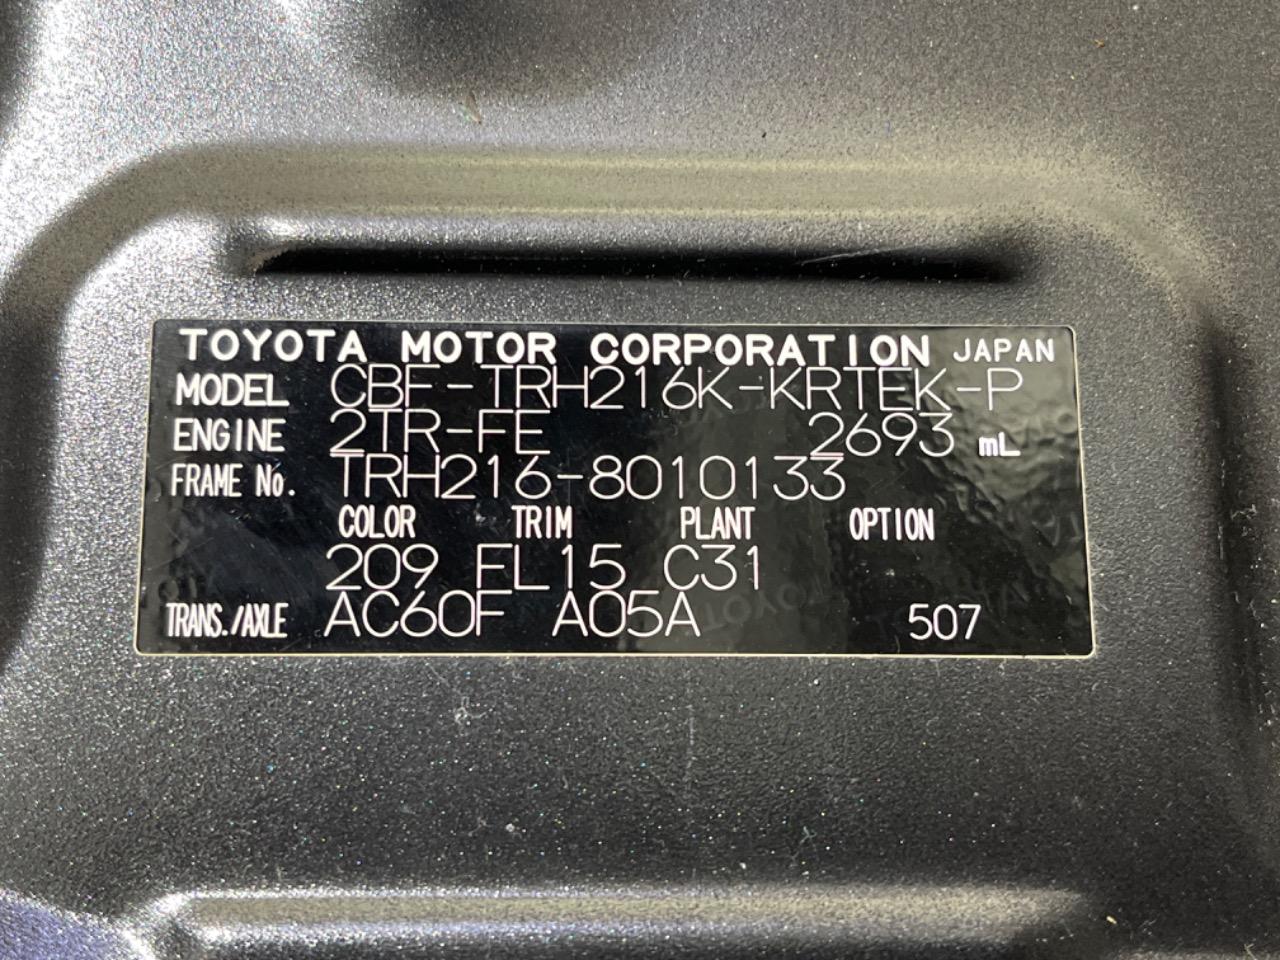 TOYOTA MOTOR CORPORATION JAPAN
MODEL CBF-TRH216K-KRTEK-P
ENGINE 2TR-FE 2693 mL
FRAME No. TRH216-8010133
COLOR TRIM PLANT OPTION
209 FL15 C31
TRANS./AXLE AC60F A05A 507